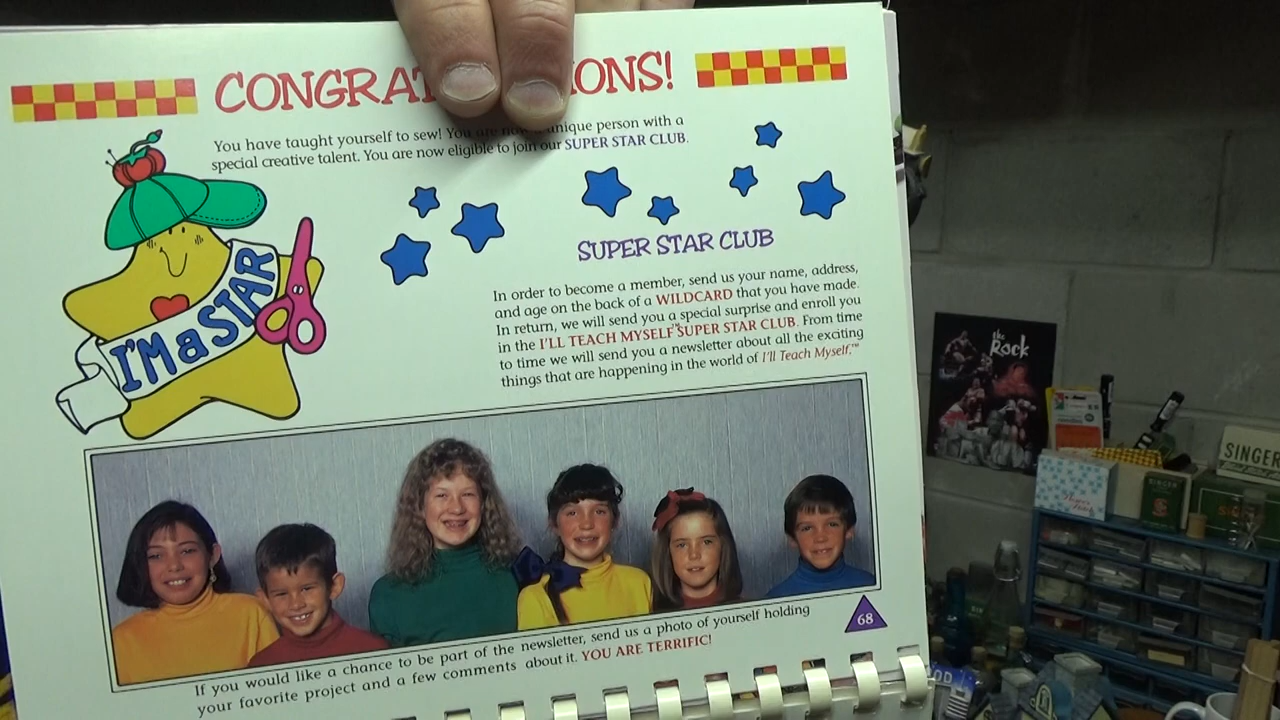 CONGRA IONS!
You have taught yourself to sew! You are now a unique person with a
special creative talent. You are now eligible to join our SUPER STAR CLUB.
I'M a STAR
SUPER STAR CLUB
In order to become a member, send us your name, address,
and age on the back of a WILDCARD that you have made.
In return, we will send you a special surprise and enroll you
in the I'LL TEACH MYSELF™ SUPER STAR CLUB. From time
to time we will send you a newsletter about all the exciting
things that are happening in the world of I'll Teach Myself.™
If you would like a chance to be part of the newsletter, send us a photo of yourself holding
your favorite project and a few comments about it. YOU ARE TERRIFIC!
68
the Rock
SINGER
SINGER